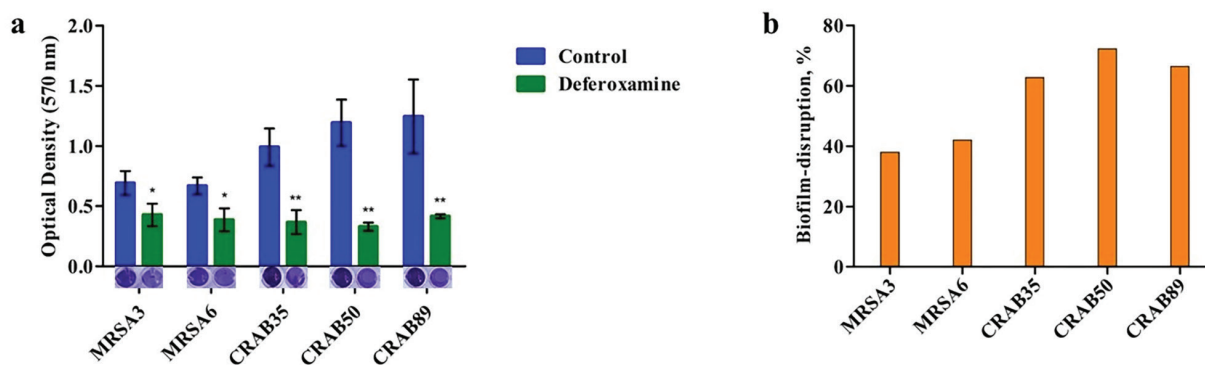 a
2.0
1.5
1.0
0.5
0.0
Optical Density (570 nm)
Control
Deferoxamine
*
*
**
**
**
MRSA3
MRSA6
CRAB35
CRAB50
CRAB89
b
80
60
40
20
0
Biofilm-disruption, %
MRSA3
MRSA6
CRAB35
CRAB50
CRAB89